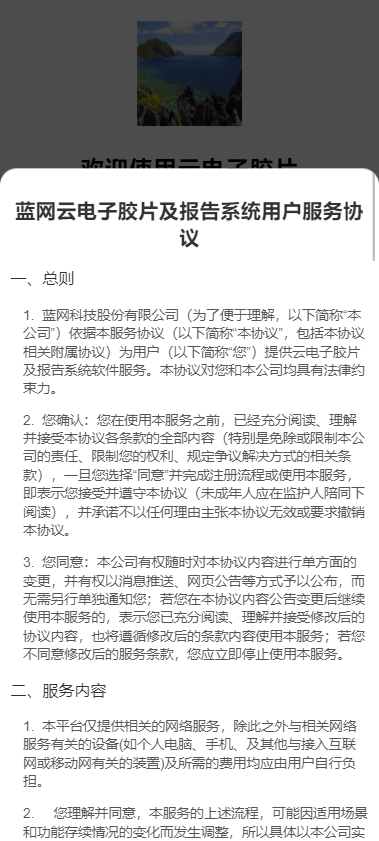 欢迎使用云电子胶片
蓝网云电子胶片及报告系统用户服务协
议
一、总则
1. 蓝网科技股份有限公司（为了便于理解，以下简称“本
公司”）依据本服务协议（以下简称“本协议”，包括本协议
相关附属协议）为用户（以下简称“您”）提供云电子胶片
及报告系统软件服务。本协议对您和本公司均具有法律约
束力。
2. 您确认：您在使用本服务之前，已经充分阅读、理解
并接受本协议各条款的全部内容（特别是免除或限制本公
司的责任、限制您的权利、规定争议解决方式的相关条
款），一旦您选择“同意”并完成注册流程或使用本服务，
即表示您接受并遵守本协议（未成年人应在监护人陪同下
阅读），并承诺不以任何理由主张本协议无效或要求撤销
本协议。
3. 您同意：本公司有权随时对本协议内容进行单方面的
变更，并有权以消息推送、网页公告等方式予以公布，而
无需另行单独通知您；若您在本协议内容公告变更后继续
使用本服务的，表示您已充分阅读、理解并接受修改后的
协议内容，也将遵循修改后的条款内容使用本服务；若您
不同意修改后的服务条款，您应立即停止使用本服务。
二、服务内容
1. 本平台仅提供相关的网络服务，除此之外与相关网络
服务有关的设备(如个人电脑、手机、及其他与接入互联
网或移动网有关的装置)及所需的费用均应由用户自行负
担。
2. 您理解并同意，本服务的上述流程，可能因适用场景
和功能存续情况的变化而发生调整，所以具体以本公司实